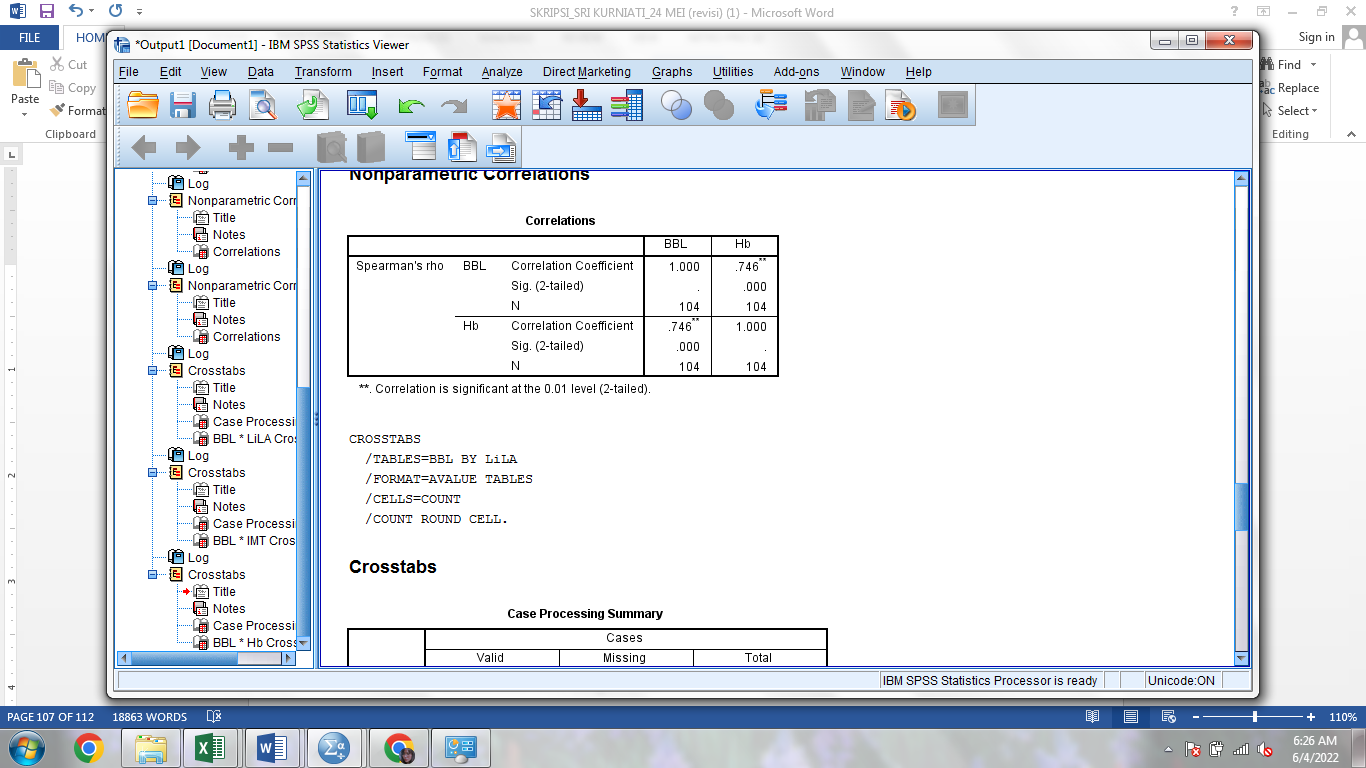 SKRIPSI_SRI KURNIATI_24 MEI (revisi) (1) - Microsoft Word
FILE
HOM
Sign in
Cut
Copy
Format
Paste
Clipboard
Find
Replace
Select
Editing
*Output1 [Document1] - IBM SPSS Statistics Viewer
File Edit View Data Transform Insert Format Analyze Direct Marketing Graphs Utilities Add-ons Window Help
Log
Nonparametric Corr
Title
Notes
Correlations
Log
Nonparametric Corr
Title
Notes
Correlations
Log
Crosstabs
Title
Notes
Case Processi
BBL * LiLA Cros
Log
Crosstabs
Title
Notes
Case Processi
BBL * IMT Cros
Log
Crosstabs
Title
Notes
Case Processi
BBL * Hb Cross
Nonparametric Correlations
Correlations
BBL Hb
Spearman's rho BBL Correlation Coefficient 1.000 .746**
Sig. (2-tailed) . .000
N 104 104
Hb Correlation Coefficient .746** 1.000
Sig. (2-tailed) .000 .
N 104 104
**. Correlation is significant at the 0.01 level (2-tailed).
CROSSTABS
/TABLES=BBL BY LiLA
/FORMAT=AVALUE TABLES
/CELLS=COUNT
/COUNT ROUND CELL.
Crosstabs
Case Processing Summary
Cases
Valid Missing Total
IBM SPSS Statistics Processor is ready Unicode:ON
PAGE 107 OF 112 18863 WORDS 110%
6:26 AM
6/4/2022